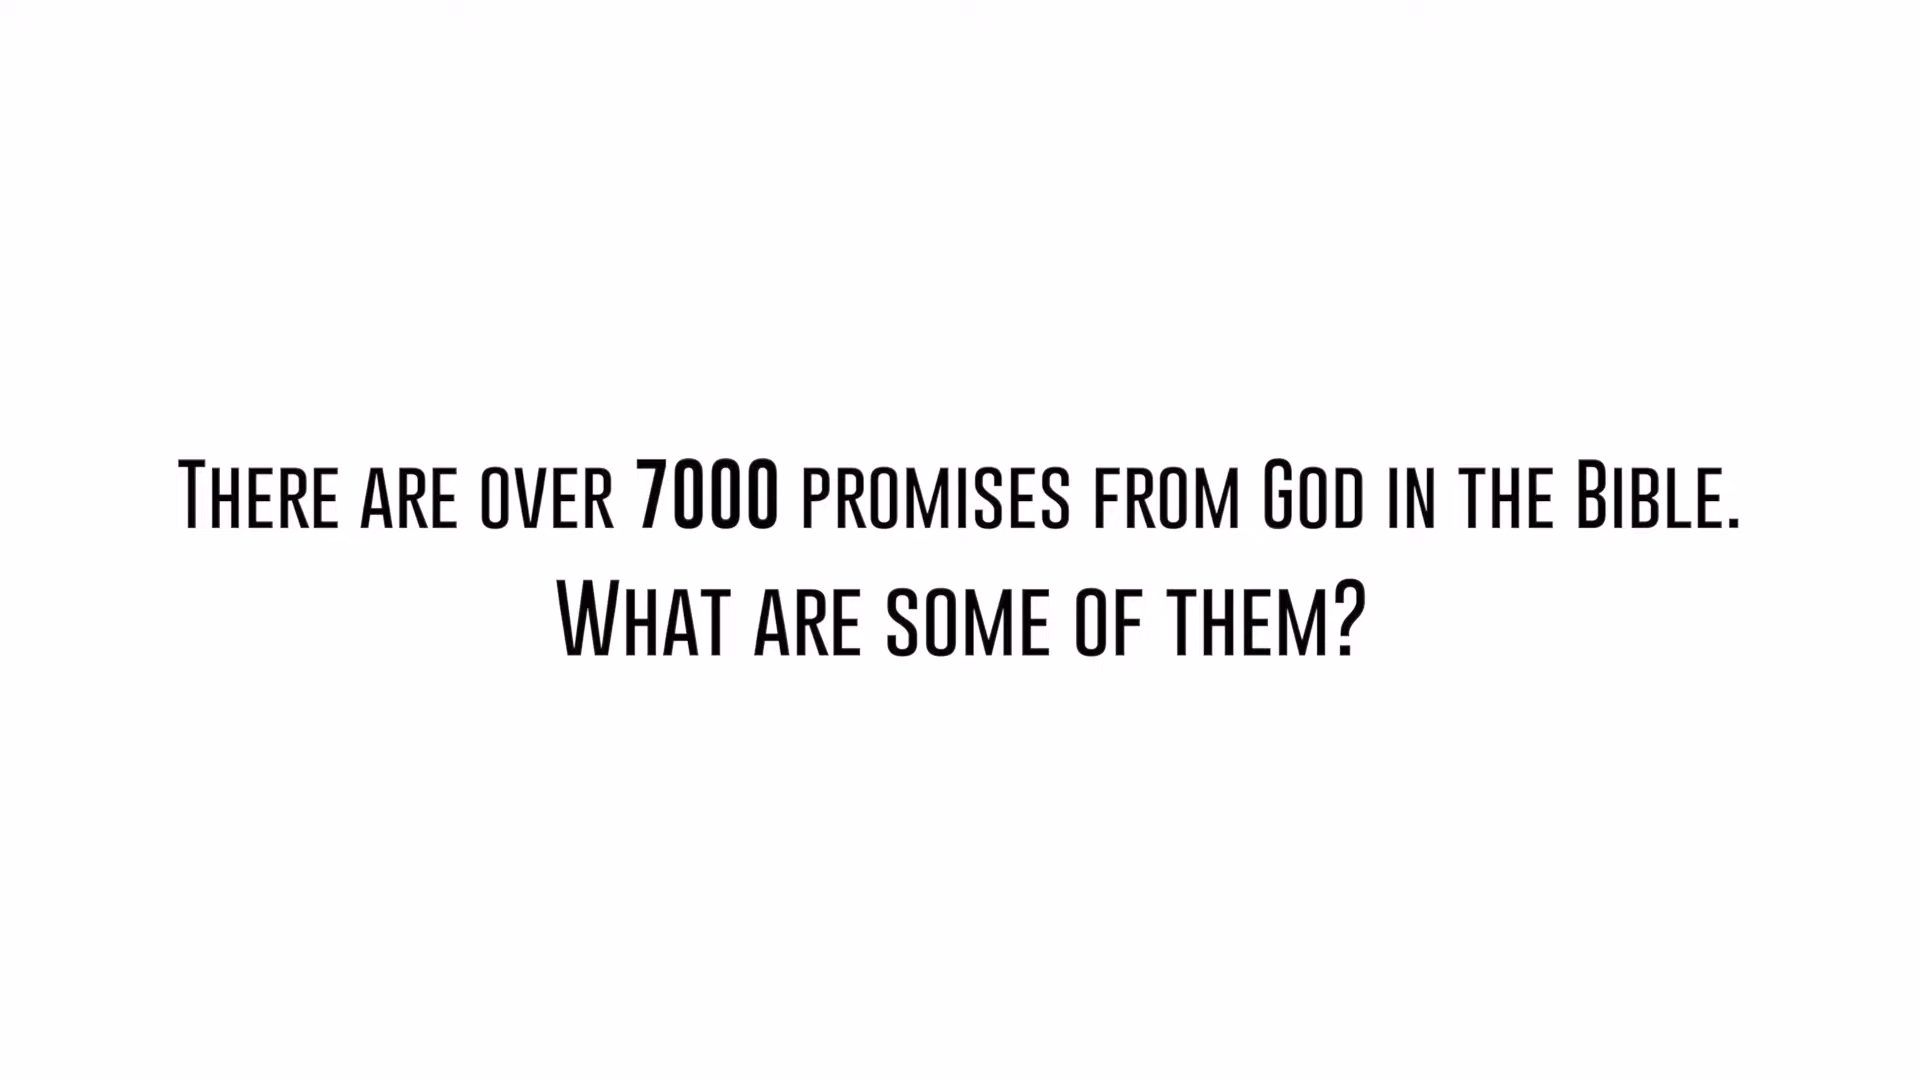 There are over 7000 promises from God in the Bible.
What are some of them?